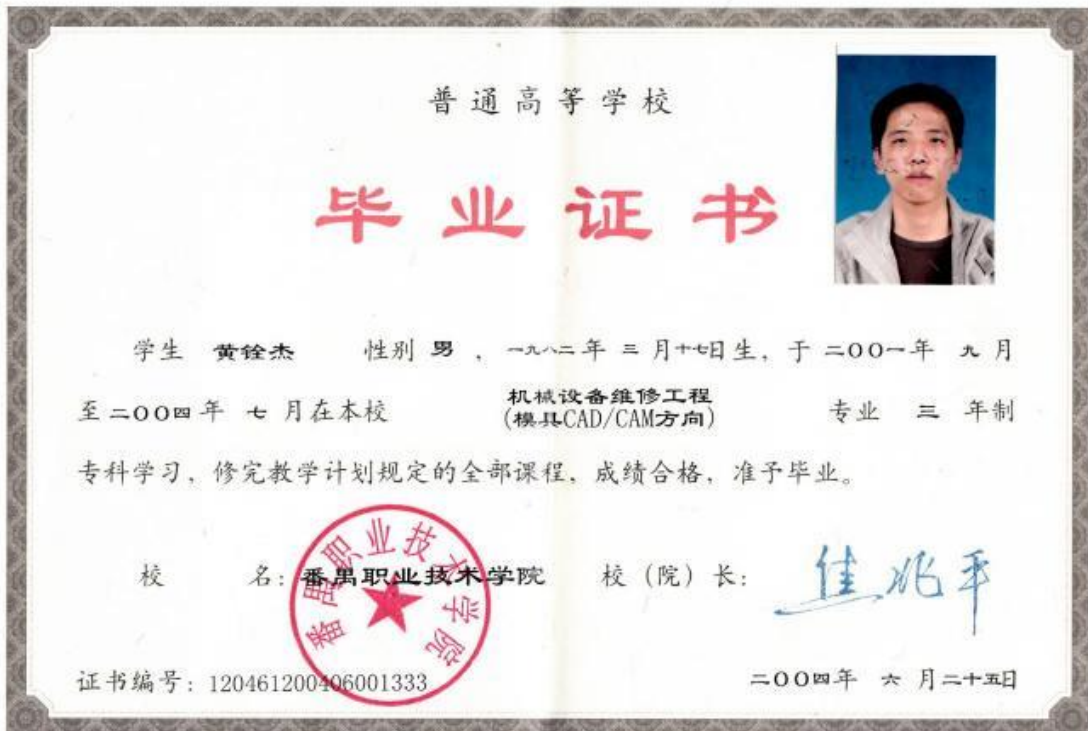 普通高等学校
毕业证书
学生 黄铨杰 性别 男 ，一九八二年 三 月十七日生，于 二OO一年 九 月
至二OO四年 七 月在本校 机械设备维修工程 专业 三 年制
(模具CAD/CAM方向)
专科学习，修完教学计划规定的全部课程，成绩合格，准予毕业。
校 名：番禺职业技术学院 校（院）长：
番禺职业技术学院
证书编号：120461200406001333
二OO四年 六 月二十五日